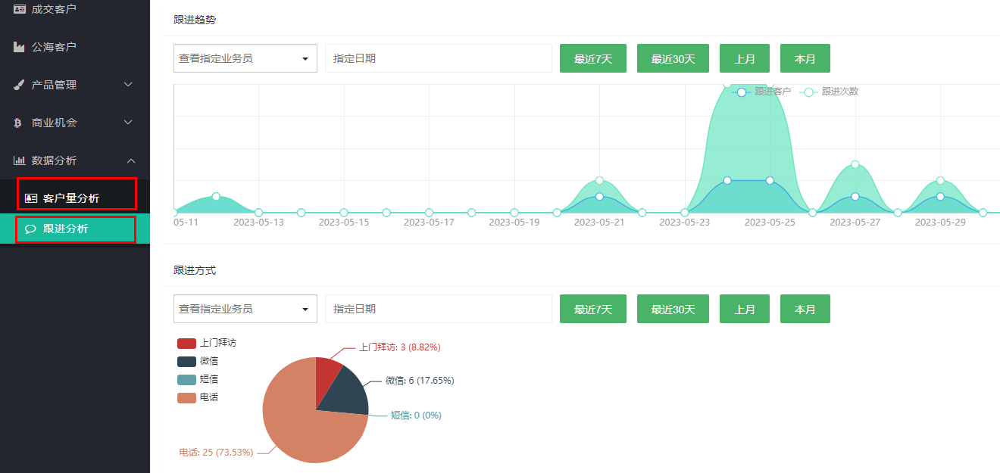 成交客户
公海客户
产品管理
商业机会
数据分析
客户量分析
跟进分析
跟进趋势
查看指定业务员
指定日期
最近7天
最近30天
上月
本月
跟进客户
跟进次数
05-11
2023-05-13
2023-05-15
2023-05-17
2023-05-19
2023-05-21
2023-05-23
2023-05-25
2023-05-27
2023-05-29
跟进方式
查看指定业务员
指定日期
最近7天
最近30天
上月
本月
上门拜访
微信
短信
电话
上门拜访: 3 (8.82%)
微信: 6 (17.65%)
短信: 0 (0%)
电话: 25 (73.53%)